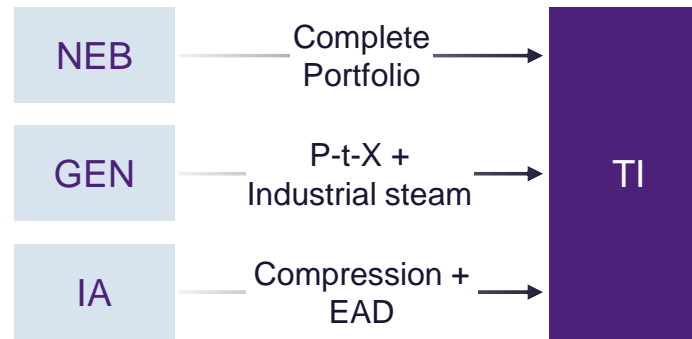 NEB
Complete
Portfolio
GEN
P-t-X +
Industrial steam
IA
Compression +
EAD
TI